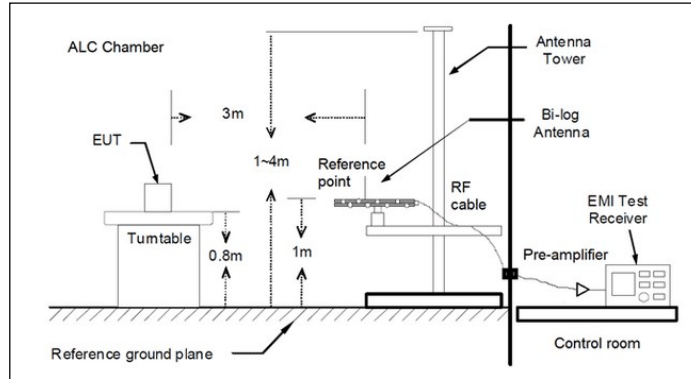 ALC Chamber
Antenna
Tower
3m
Bi-log
Antenna
EUT
1~4m
Reference
point
RF
cable
EMI Test
Receiver
Turntable
0.8m
1m
Pre-amplifier
Reference ground plane
Control room